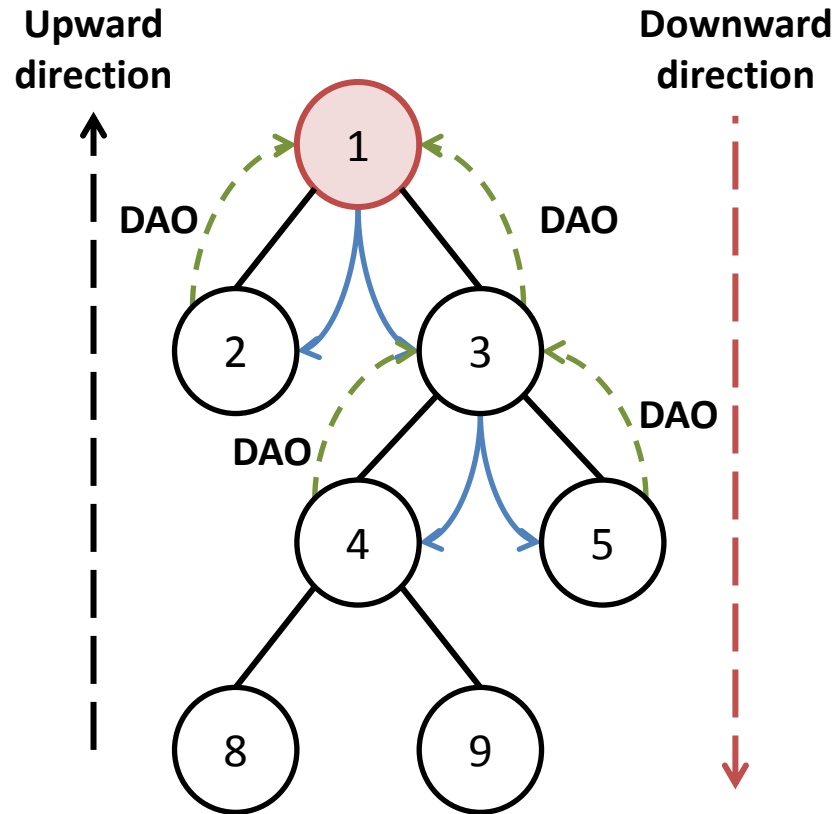 Upward
direction
Downward
direction
1
DAO
DAO
2
3
DAO
DAO
4
5
8
9